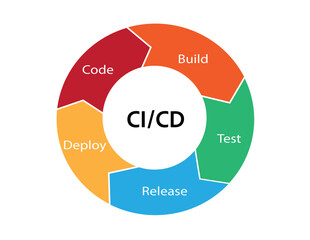 Code
Build
CI/CD
Test
Deploy
Release